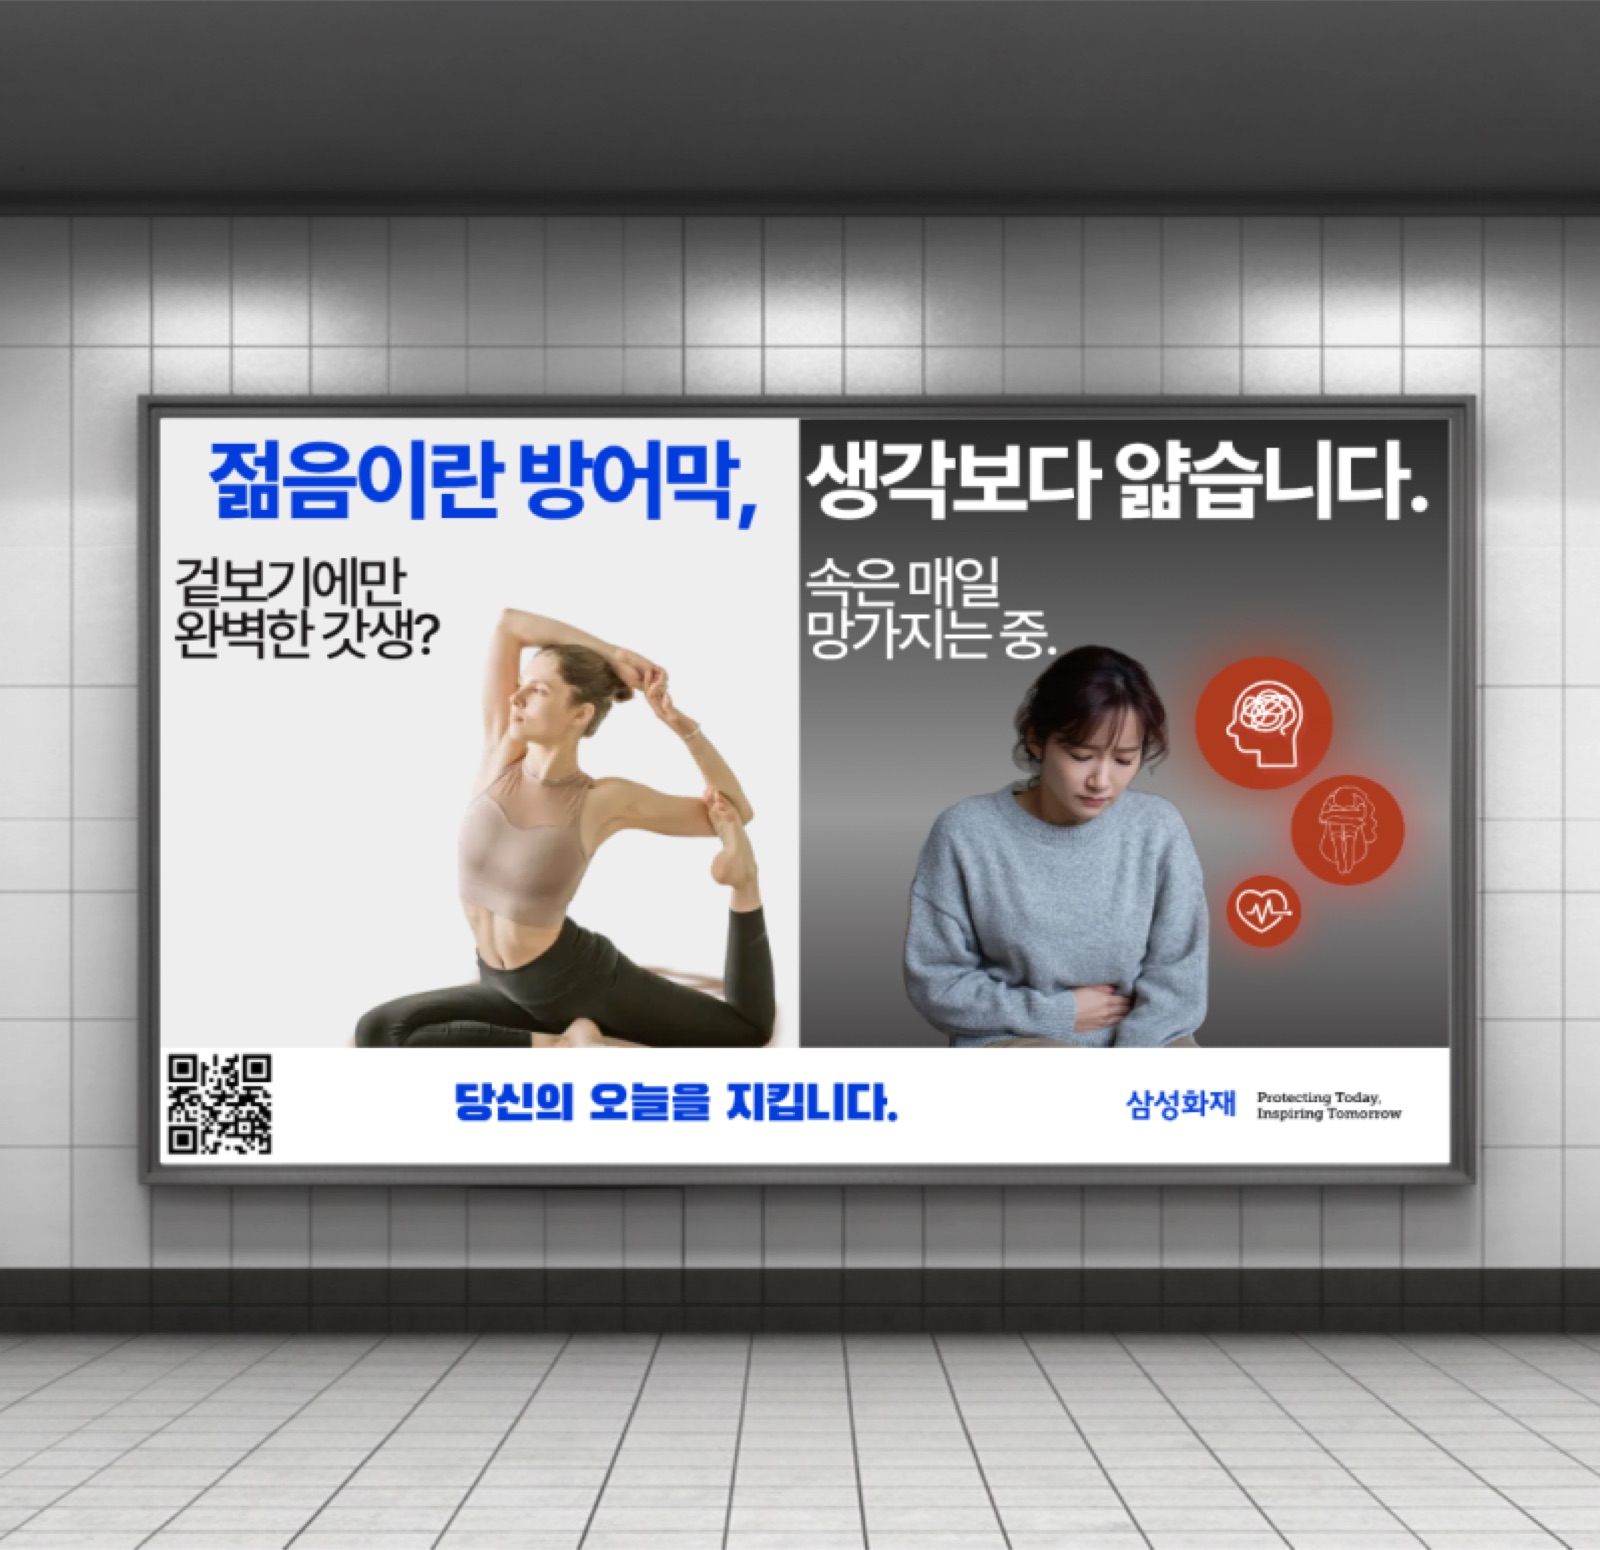 젊음이란 방어막,
생각보다 얇습니다.
겉보기에만
완벽한 갓생?
속은 매일
망가지는 중.
당신의 오늘을 지킵니다.
삼성화재
Protecting Today,
Inspiring Tomorrow